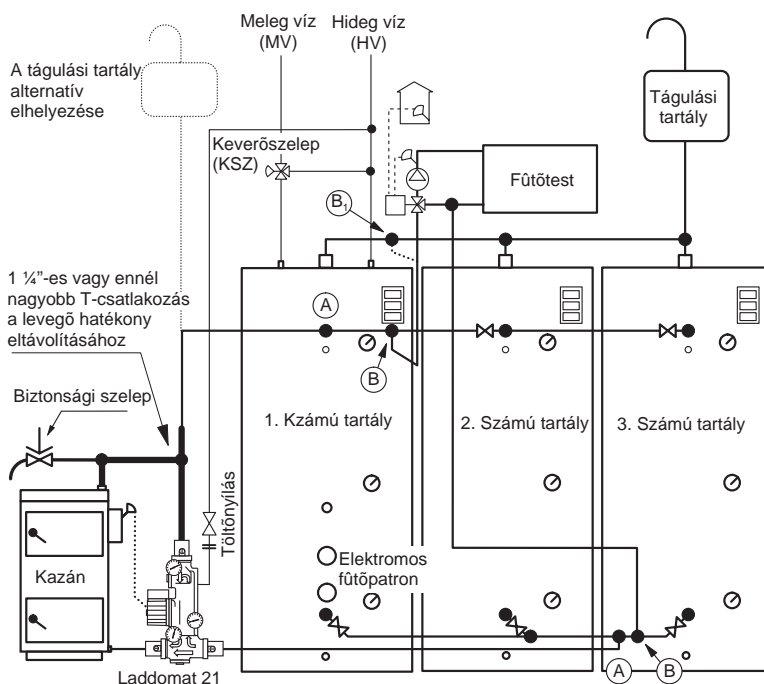 Meleg víz
(MV)
Hideg víz
(HV)
A tágulási tartály
alternatív
elhelyezése
Tágulási
tartály
Keverõszelep
(KSZ)
Fûtõtest
B1
1 ¼”-es vagy ennél
nagyobb T-csatlakozás
a levegõ hatékony
eltávolításához
A
B
Biztonsági szelep
1. Kzámú tartály
2. Számú tartály
3. Számú tartály
Töltõnyílás
Elektromos
fûtõpatron
Kazán
Laddomat 21
A
B